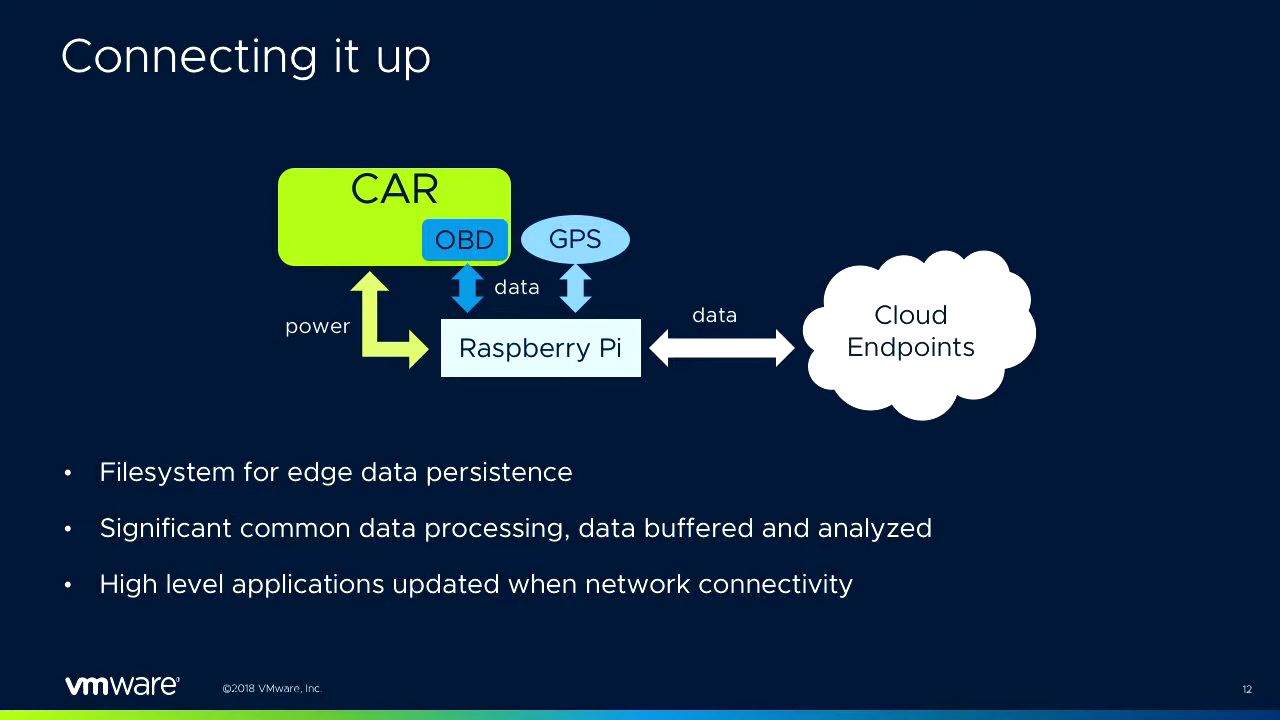 Connecting it up
CAR
OBD
GPS
data
power
data
Raspberry Pi
Cloud
Endpoints
• Filesystem for edge data persistence
• Significant common data processing, data buffered and analyzed
• High level applications updated when network connectivity
vmware
©2018 VMware, Inc.
12